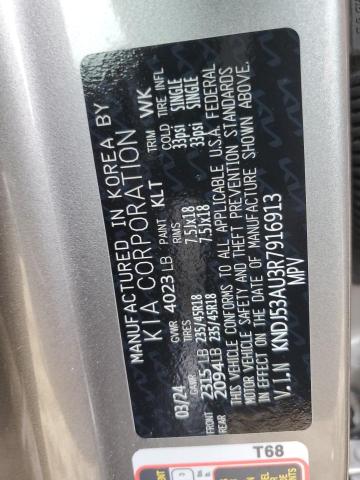 MANUFACTURED IN KOREA BY
KIA CORPORATION
03/24 GVWR 4023 LB PAINT KLT TRIM WK
GAWR TIRES RIMS COLD TIRE INFL
FRONT 2315 LB 235/45R18 7.5JX18 33psi SINGLE
REAR 2094 LB 235/45R18 7.5JX18 33psi SINGLE
THIS VEHICLE CONFORMS TO ALL APPLICABLE U.S.A. FEDERAL
MOTOR VEHICLE SAFETY AND THEFT PREVENTION STANDARDS
IN EFFECT ON THE DATE OF MANUFACTURE SHOWN ABOVE.
V.I.N KNDJ53AU3R7916913
MPV
T68
FRONT